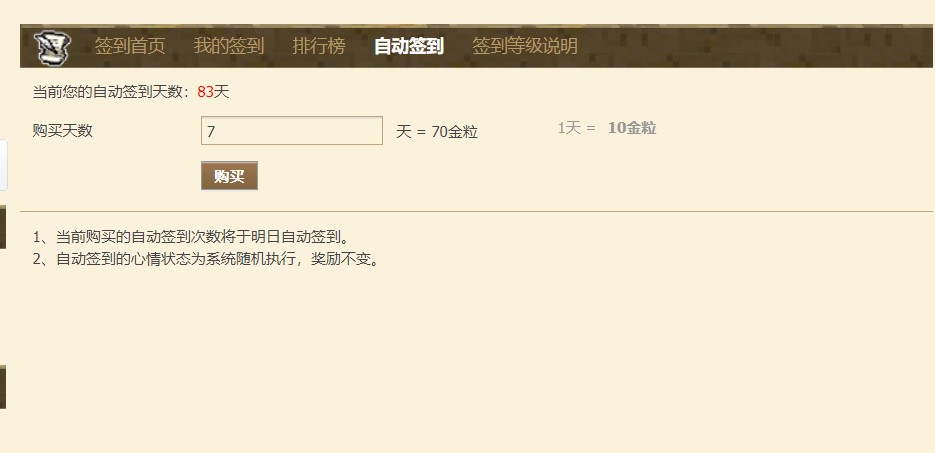 签到首页 我的签到 排行榜 自动签到 签到等级说明
当前您的自动签到天数：83天
购买天数 7 天 = 70金粒 1天 = 10金粒
购买
1、当前购买的自动签到次数将于明日自动签到。
2、自动签到的心情状态为系统随机执行，奖励不变。